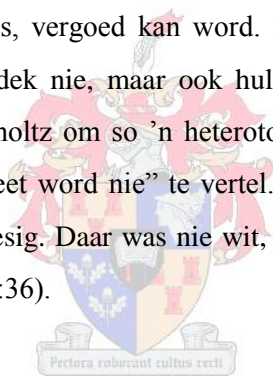 s, vergoed kan word.
dek nie, maar ook hul
holtz om so ’n heteroto
eet word nie” te vertel.
esig. Daar was nie wit,
:36).
Pectora roborant cultus recti